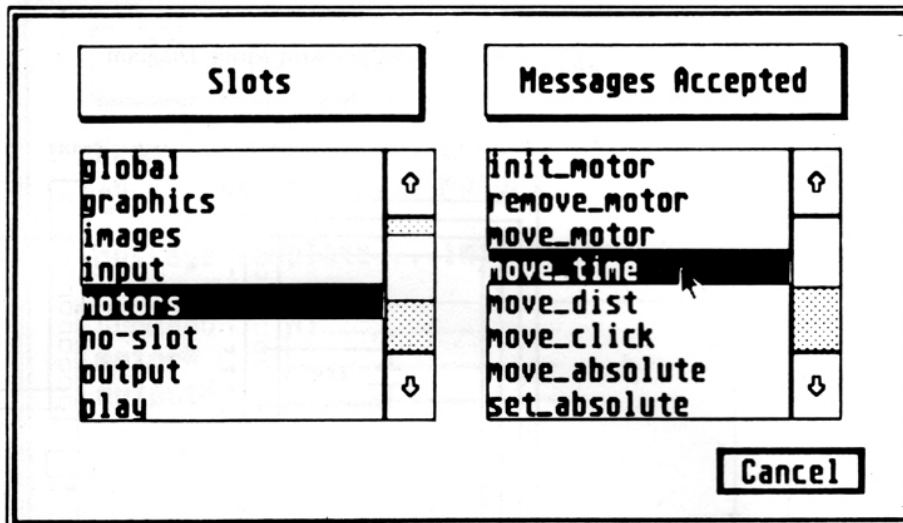 Slots
global
graphics
images
input
motors
no-slot
output
play
Messages Accepted
init_motor
remove_motor
move_motor
move_time
move_dist
move_click
move_absolute
set_absolute
Cancel